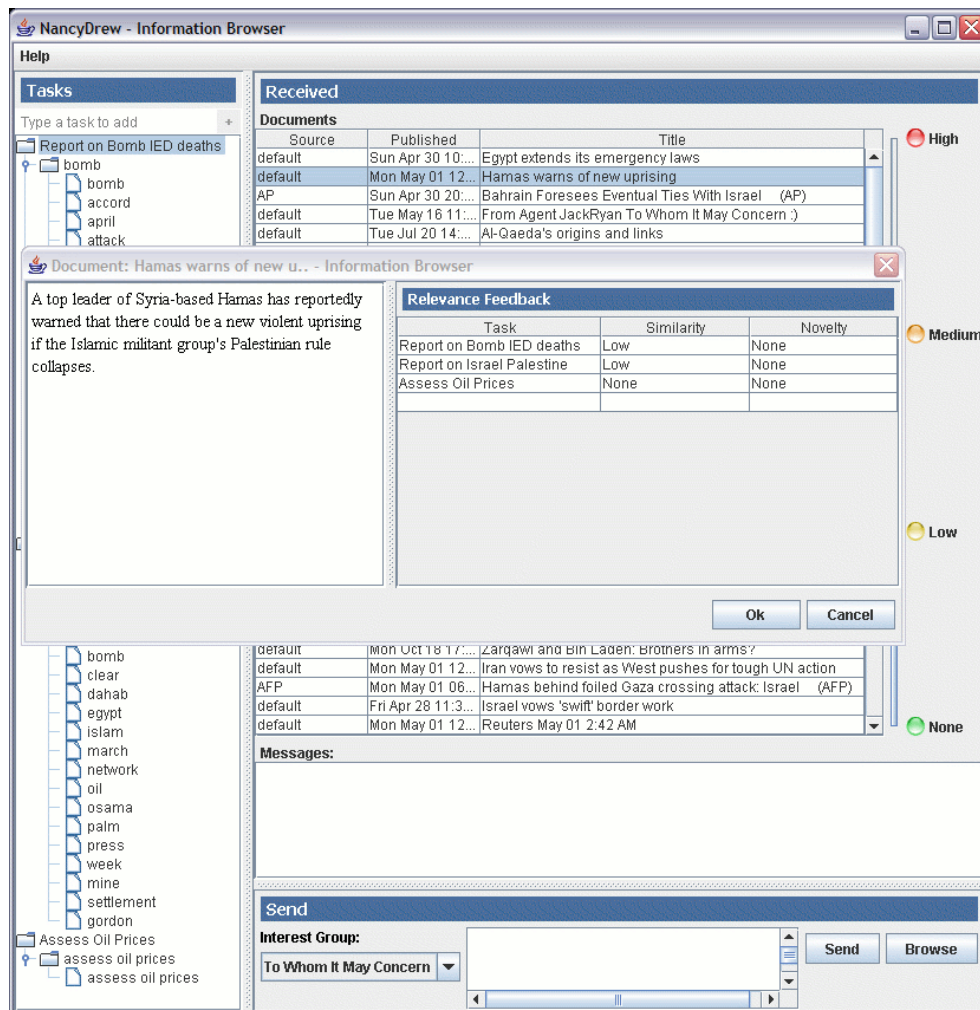 NancyDrew - Information Browser
Help
Tasks
Type a task to add +
Report on Bomb IED deaths
bomb
bomb
accord
april
attack
Received
Documents
Source Published Title
default Sun Apr 30 10:... Egypt extends its emergency laws
default Mon May 01 12... Hamas warns of new uprising
AP Sun Apr 30 20:... Bahrain Foresees Eventual Ties With Israel (AP)
default Tue May 16 11:... From Agent JackRyan To Whom It May Concern :)
default Tue Jul 20 14:... Al-Qaeda's origins and links
High
Medium
Low
None
Document: Hamas warns of new u.. - Information Browser
A top leader of Syria-based Hamas has reportedly
warned that there could be a new violent uprising
if the Islamic militant group's Palestinian rule
collapses.
Relevance Feedback
Task Similarity Novelty
Report on Bomb IED deaths Low None
Report on Israel Palestine Low None
Assess Oil Prices None None
Ok Cancel
default Mon Oct 18 17:... Zarqawi and Bin Laden: Brothers in arms?
default Mon May 01 12... Iran vows to resist as West pushes for tough UN action
AFP Mon May 01 06... Hamas behind foiled Gaza crossing attack: Israel (AFP)
default Fri Apr 28 11:3... Israel vows 'swift' border work
default Mon May 01 12... Reuters May 01 2:42 AM
bomb
clear
dahab
egypt
islam
march
network
oil
osama
palm
press
week
mine
settlement
gordon
Assess Oil Prices
assess oil prices
assess oil prices
Messages:
Send
Interest Group:
To Whom It May Concern
Send Browse